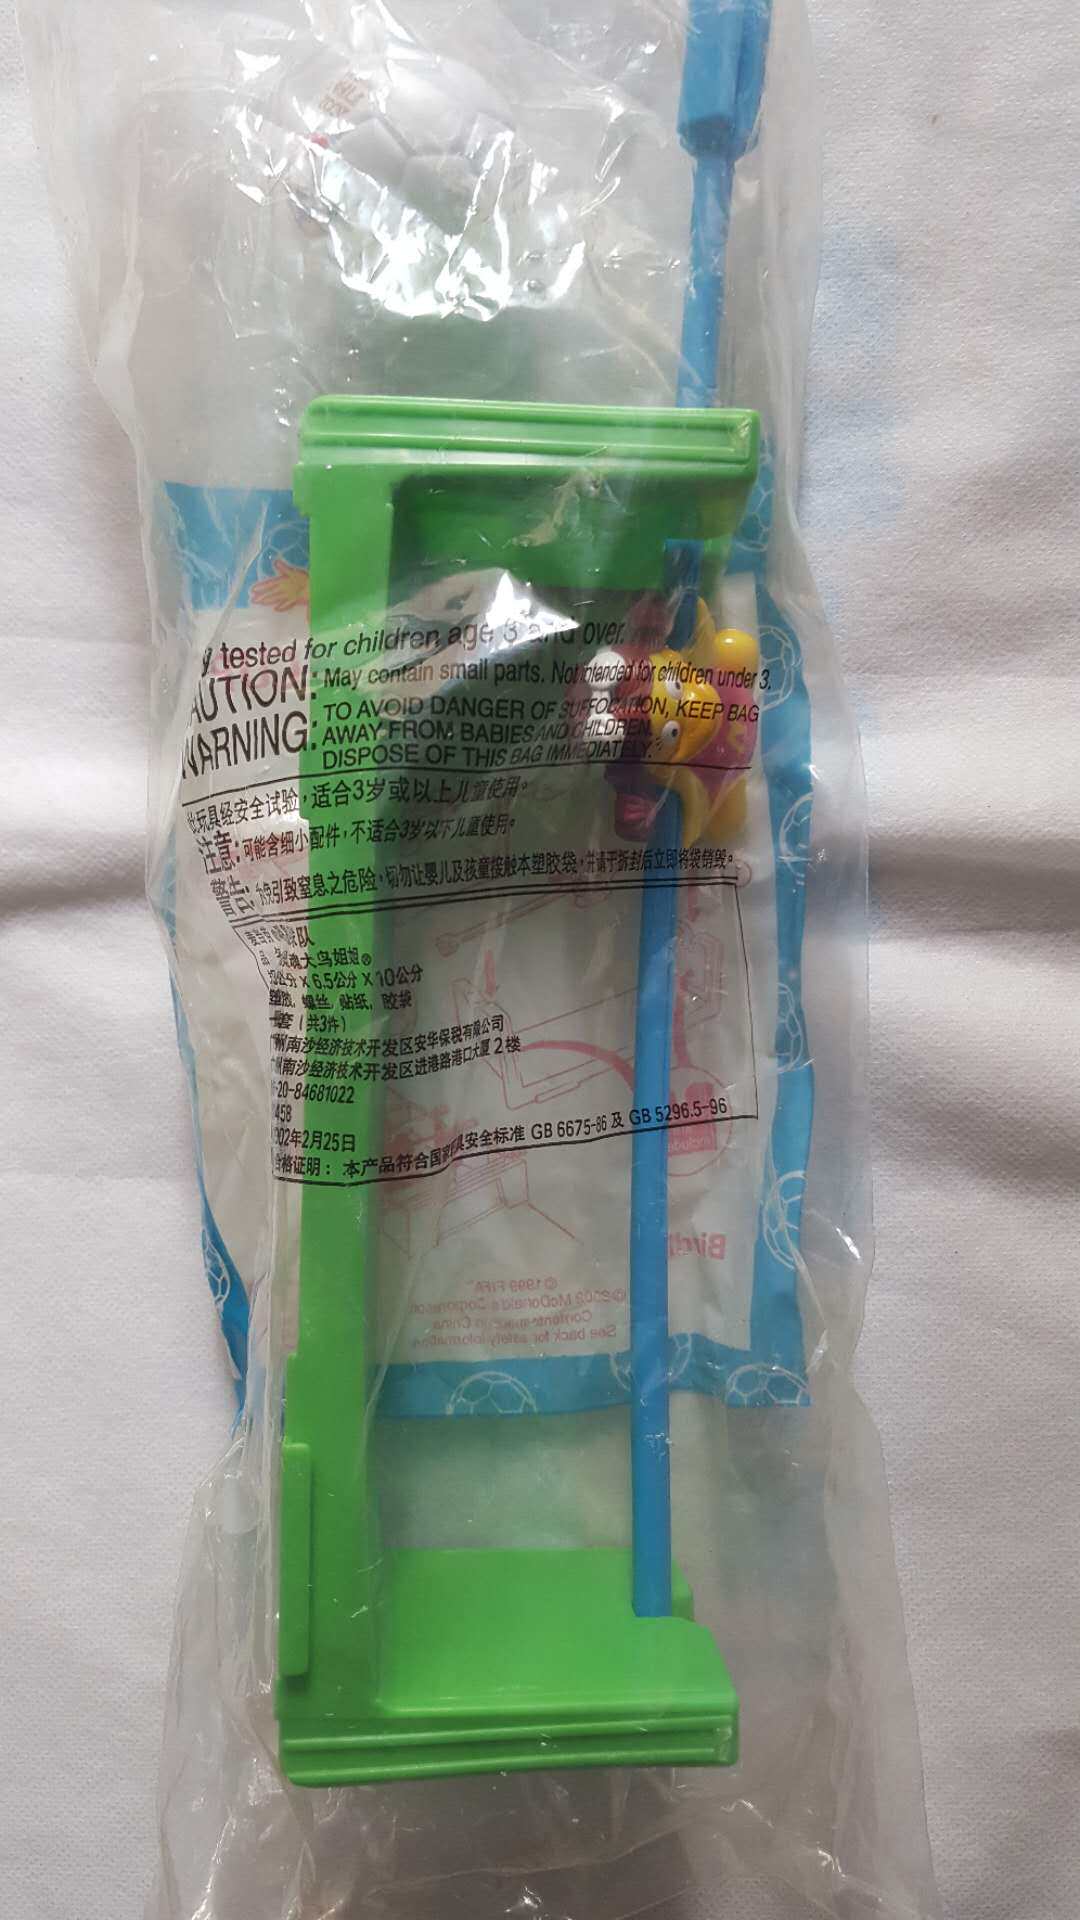 tested for children, age 3 and over.
AUTION: May contain small parts. Not intended for children under 3.
WARNING: TO AVOID DANGER OF SUFFOCATION, KEEP BAG
AWAY FROM BABIES AND CHILDREN.
DISPOSE OF THIS BAG IMMEDIATELY.
此玩具经安全试验,适合3岁或以上儿童使用。
注意:可能含细小配件,不适合3岁以下儿童使用。
警告:为免引致窒息之危险,切勿让婴儿及孩童接触本塑胶袋,并请于拆封后立即将袋销毁。
球队
魂大鸟姐姐®
公分 X 6.5公分 X 10公分
塑胶, 螺丝, 贴纸, 胶袋
一套 (共3件)
州南沙经济技术开发区安华保税有限公司
州南沙经济技术开发区进港路港口大厦2楼
-20-84681022
458
02年2月25日
合格证明: 本产品符合国家玩具安全标准 GB 6675-86 及 GB 5296.5-96
Birdie
© 1999 FIFA™
© 2002 McDonald's Corporation
Contents made in China
See back for safety information